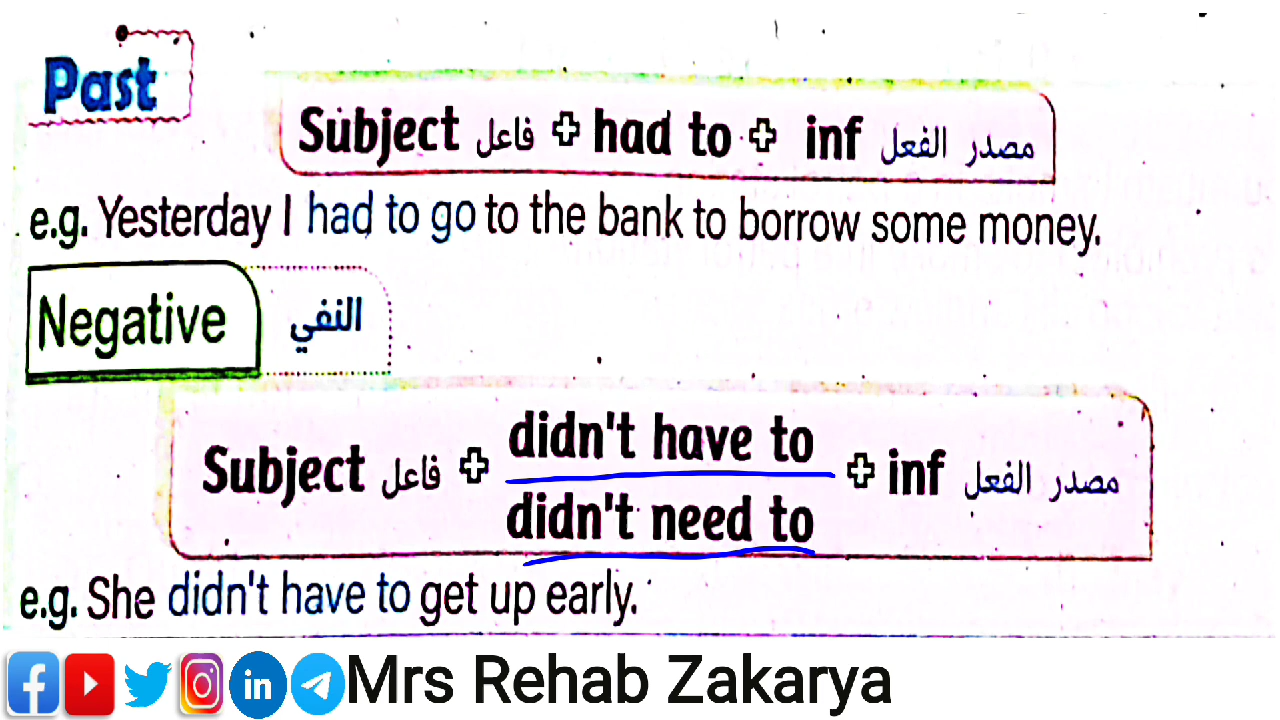 Past
Subject فاعل + had to + inf مصدر الفعل
e.g. Yesterday I had to go to the bank to borrow some money.
Negative النفي
Subject فاعل + didn't have to + inf مصدر الفعل
didn't need to
e.g. She didn't have to get up early.
Mrs Rehab Zakarya